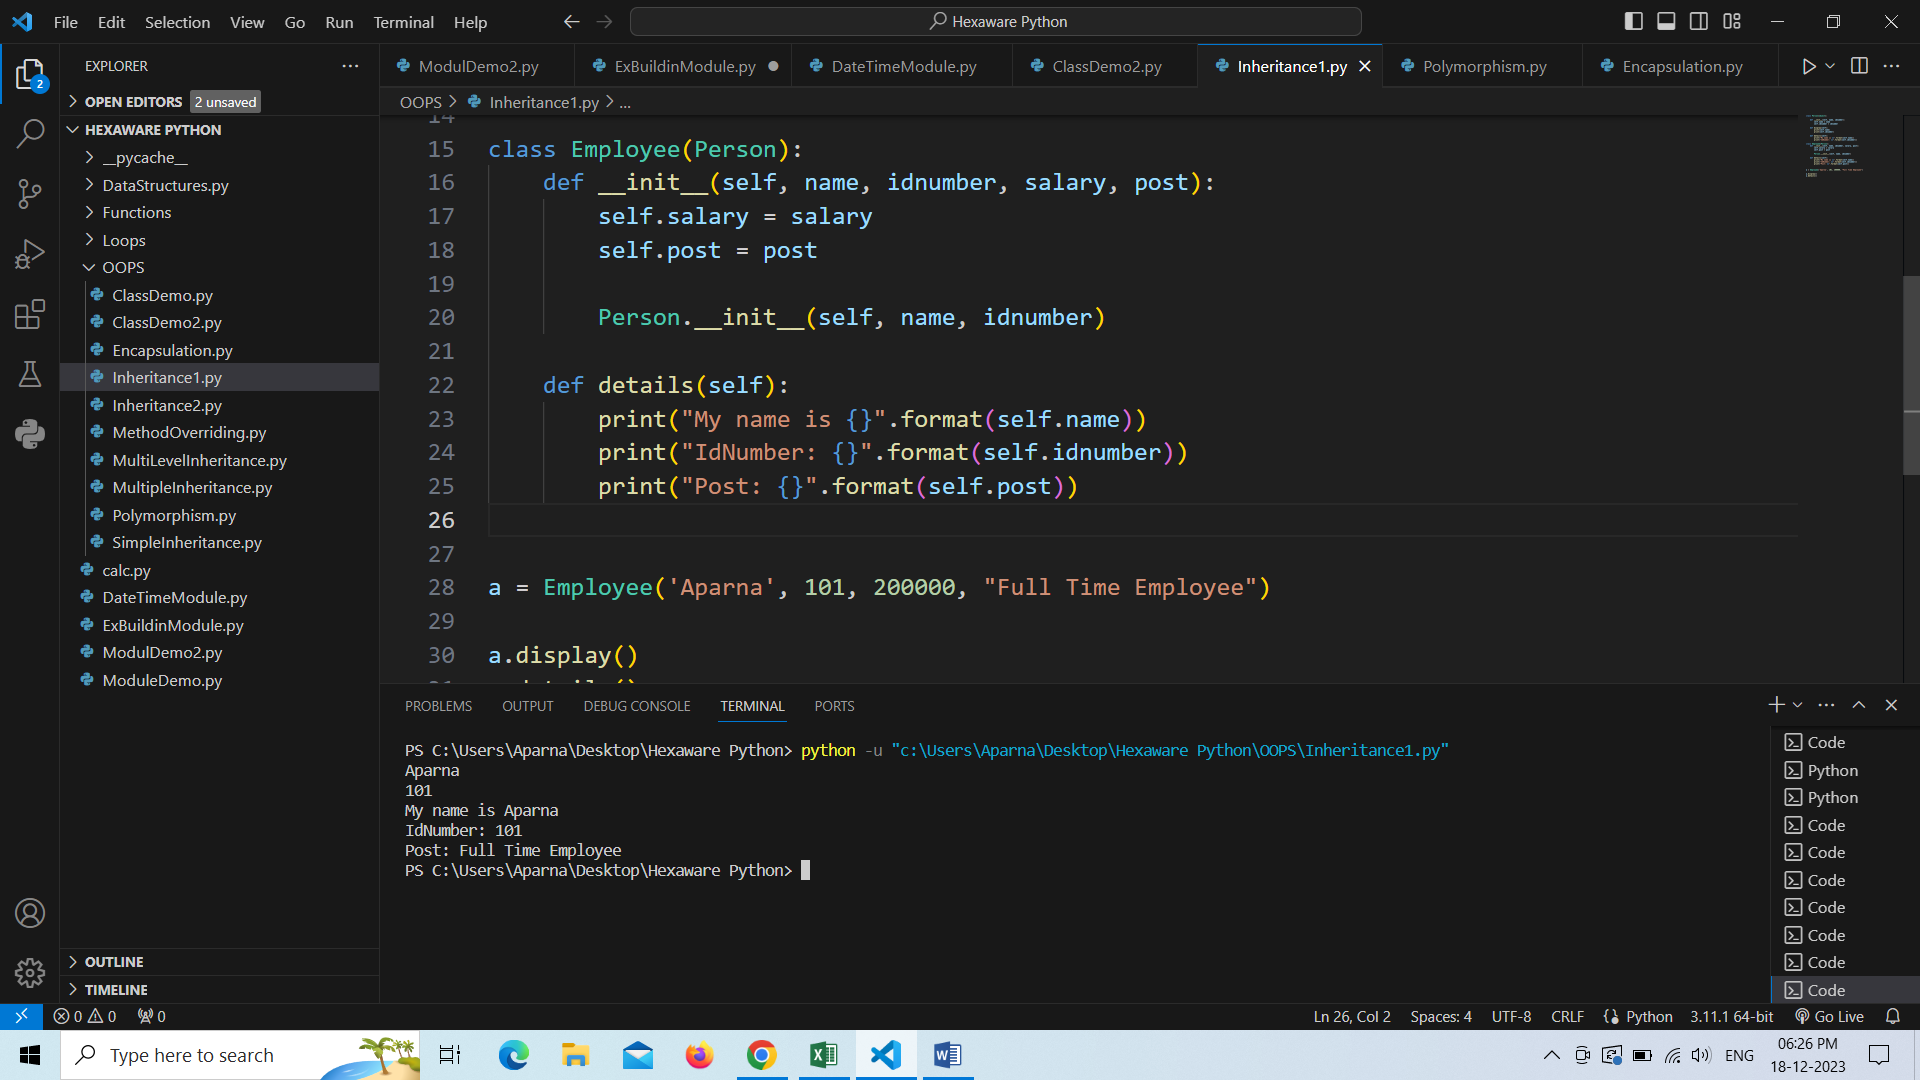 File Edit Selection View Go Run Terminal Help
Hexaware Python
EXPLORER
ModulDemo2.py
ExBuildinModule.py
DateTimeModule.py
ClassDemo2.py
Inheritance1.py
Polymorphism.py
Encapsulation.py
OPEN EDITORS 2 unsaved
HEXAWARE PYTHON
__pycache__
DataStructures.py
Functions
Loops
OOPS
ClassDemo.py
ClassDemo2.py
Encapsulation.py
Inheritance1.py
Inheritance2.py
MethodOverriding.py
MultiLevelInheritance.py
MultipleInheritance.py
Polymorphism.py
SimpleInheritance.py
calc.py
DateTimeModule.py
ExBuildinModule.py
ModulDemo2.py
ModuleDemo.py
OUTLINE
TIMELINE
OOPS > Inheritance1.py > ...
14
15 class Employee(Person):
16 def __init__(self, name, idnumber, salary, post):
17 self.salary = salary
18 self.post = post
19
20 Person.__init__(self, name, idnumber)
21
22 def details(self):
23 print("My name is {}".format(self.name))
24 print("IdNumber: {}".format(self.idnumber))
25 print("Post: {}".format(self.post))
26
27
28 a = Employee('Aparna', 101, 200000, "Full Time Employee")
29
30 a.display()
PROBLEMS OUTPUT DEBUG CONSOLE TERMINAL PORTS
PS C:\Users\Aparna\Desktop\Hexaware Python> python -u "c:\Users\Aparna\Desktop\Hexaware Python\OOPS\Inheritance1.py"
Aparna
101
My name is Aparna
IdNumber: 101
Post: Full Time Employee
PS C:\Users\Aparna\Desktop\Hexaware Python>
Code
Python
Python
Code
Code
Code
Code
Code
Code
Code
2
0 0 0
Ln 26, Col 2 Spaces: 4 UTF-8 CRLF Python 3.11.1 64-bit Go Live
Type here to search
ENG
06:26 PM
18-12-2023